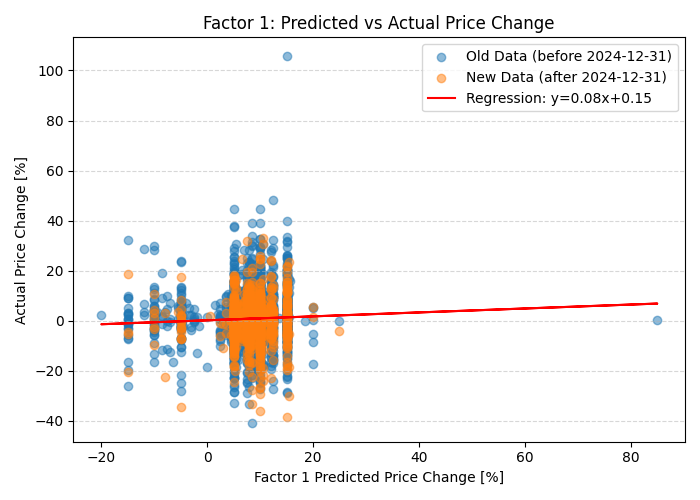 Factor 1: Predicted vs Actual Price Change
Old Data (before 2024-12-31)
New Data (after 2024-12-31)
Regression: y=0.08x+0.15
Actual Price Change [%]
100
80
60
40
20
0
−20
−40
−20 0 20 40 60 80
Factor 1 Predicted Price Change [%]